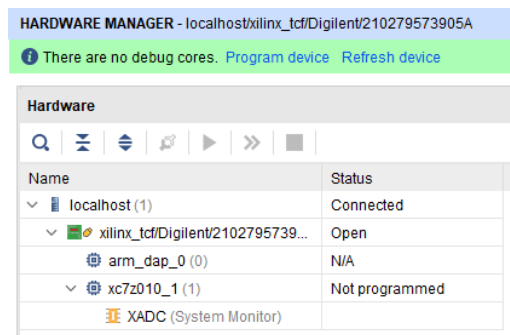 HARDWARE MANAGER - localhost/xilinx_tcf/Digilent/210279573905A
There are no debug cores. Program device Refresh device
Hardware
Name Status
localhost (1) Connected
xilinx_tcf/Digilent/2102795739... Open
arm_dap_0 (0) N/A
xc7z010_1 (1) Not programmed
XADC (System Monitor)